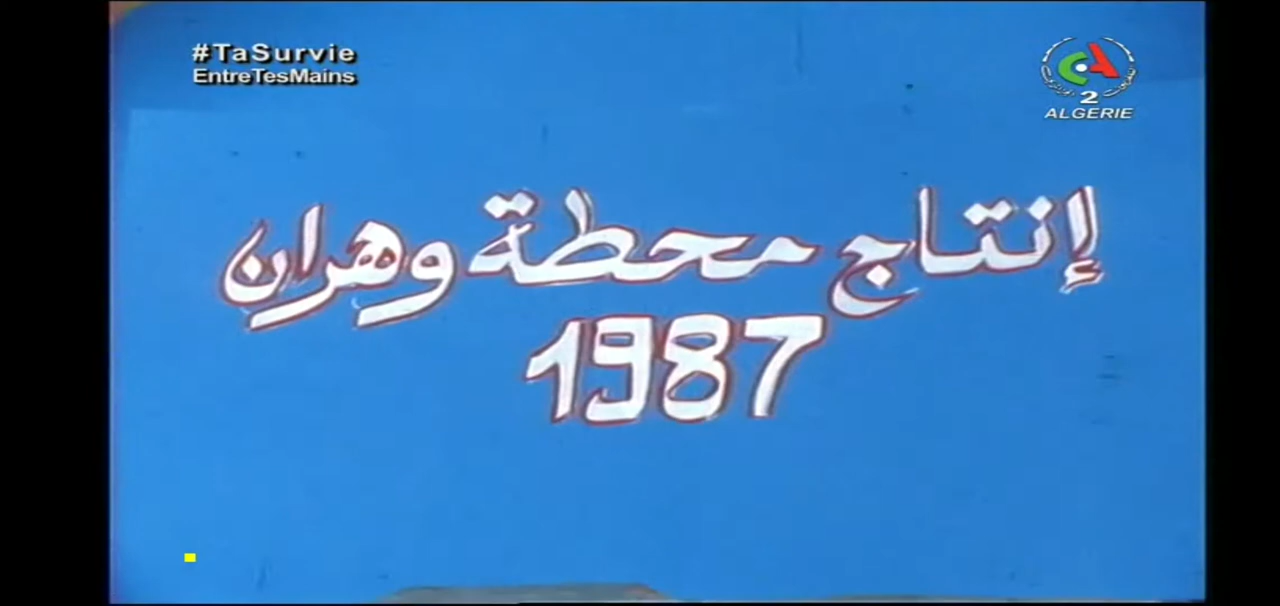 #TaSurvie
EntreTesMains
2
ALGERIE
إنتاج محطة وهران
1987